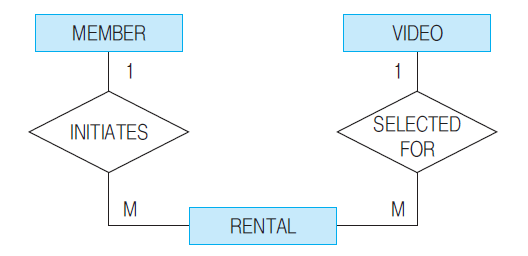 MEMBER
VIDEO
1
1
INITIATES
SELECTED
FOR
M
M
RENTAL